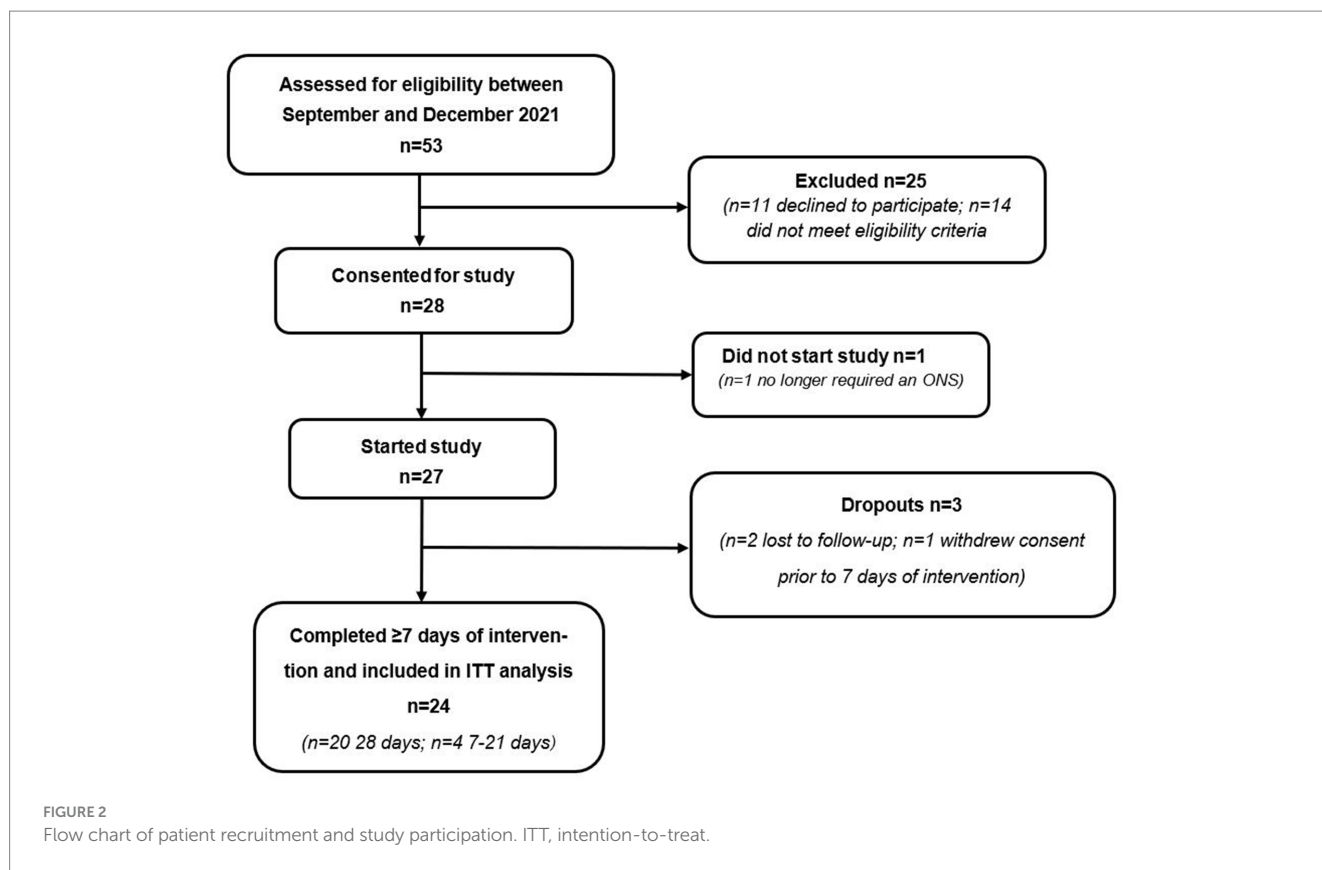 Assessed for eligibility between
September and December 2021
n=53
Excluded n=25
(n=11 declined to participate; n=14
did not meet eligibility criteria
Consented for study
n=28
Did not start study n=1
(n=1 no longer required an ONS)
Started study
n=27
Dropouts n=3
(n=2 lost to follow-up; n=1 withdrew consent
prior to 7 days of intervention)
Completed ≥7 days of interven-
tion and included in ITT analysis
n=24
(n=20 28 days; n=4 7-21 days)
FIGURE 2
Flow chart of patient recruitment and study participation. ITT, intention-to-treat.